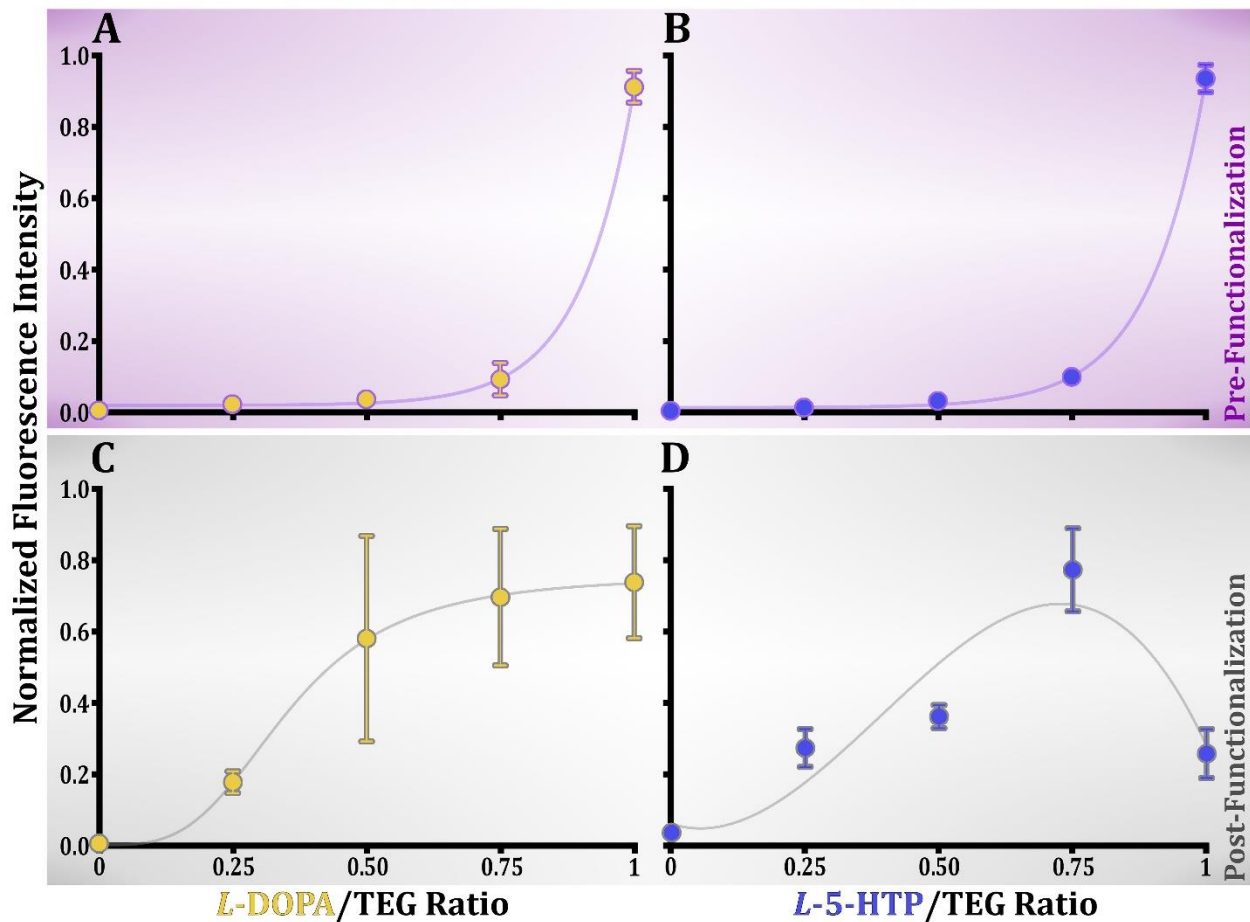 A
B
1.0
0.8
0.6
0.4
0.2
0.0
Pre-Functionalization
Normalized Fluorescence Intensity
C
D
1.0
0.8
0.6
0.4
0.2
0.0
Post-Functionalization
0 0.25 0.50 0.75 1
0 0.25 0.50 0.75 1
L-DOPA/TEG Ratio
L-5-HTP/TEG Ratio